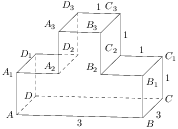 D₃ 1 C₃
A₃ B₃
1
D₁ D₂ C₂ 1 C₁
A₁ A₂ B₂ B₁ 1
D C
A B 3
3